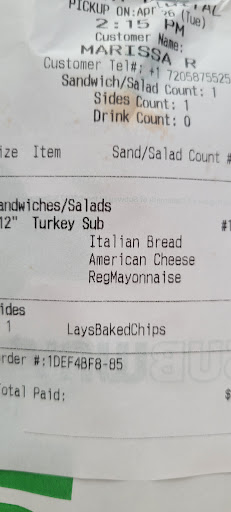 PICKUP ON:Apr 26 (Tue)
2:15 PM
Customer Name:
MARISSA R
Customer Tel#: +1 7205875525
Sandwich/Salad Count: 1
Sides Count: 1
Drink Count: 0
ize Item Sand/Salad Count #
andwiches/Salads
12" Turkey Sub #1
Italian Bread
American Cheese
RegMayonnaise
ides
1 LaysBakedChips
rder #:1DEF4BF8-05
otal Paid: $